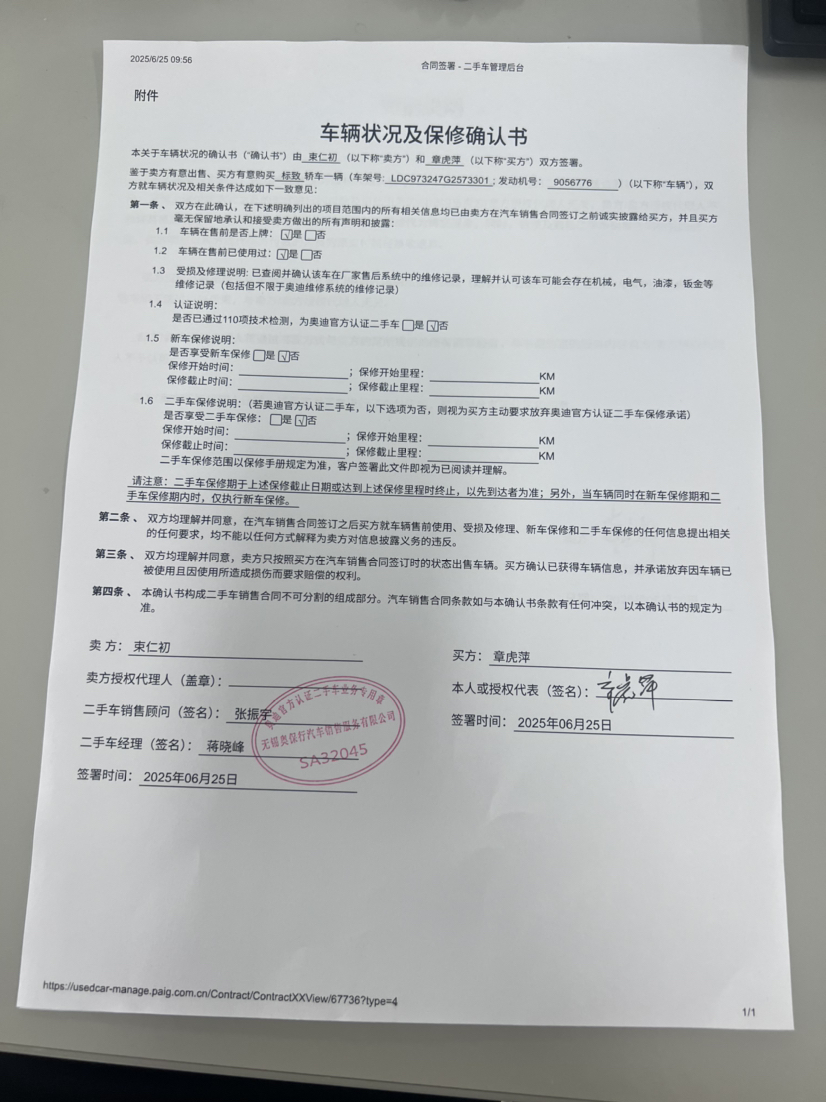 2025/6/25 09:56
合同签署 - 二手车管理后台
附件
车辆状况及保修确认书
本关于车辆状况的确认书（“确认书”）由 束仁初 （以下称“卖方”）和 章虎萍 （以下称“买方”）双方签署。
鉴于卖方有意出售、买方有意购买 标致 轿车一辆（车架号: LDC973247G2573301 ; 发动机号: 9056776 ）（以下称“车辆”），双
方就车辆状况及相关条件达成如下一致意见：
第一条、 双方在此确认，在下述明确列出的项目范围内的所有相关信息均已由卖方在汽车销售合同签订之前诚实披露给买方，并且买方
毫无保留地承认和接受卖方做出的所有声明和披露：
1.1 车辆在售前是否上牌：☑是 ☐否
1.2 车辆在售前已使用过：☑是 ☐否
1.3 受损及修理说明: 已查阅并确认该车在厂家售后系统中的维修记录，理解并认可该车可能会存在机械，电气，油漆，钣金等
维修记录（包括但不限于奥迪维修系统的维修记录）
1.4 认证说明：
是否已通过110项技术检测，为奥迪官方认证二手车 ☐是 ☑否
1.5 新车保修说明：
是否享受新车保修 ☐是 ☑否
保修开始时间： ；保修开始里程： KM
保修截止时间： ；保修截止里程： KM
1.6 二手车保修说明：（若奥迪官方认证二手车，以下选项为否，则视为买方主动要求放弃奥迪官方认证二手车保修承诺）
是否享受二手车保修： ☐是 ☑否
保修开始时间： ；保修开始里程： KM
保修截止时间： ；保修截止里程： KM
二手车保修范围以保修手册规定为准，客户签署此文件即视为已阅读并理解。
请注意：二手车保修期于上述保修截止日期或达到上述保修里程时终止，以先到达者为准；另外，当车辆同时在新车保修期和二
手车保修期内时，仅执行新车保修。
第二条、 双方均理解并同意，在汽车销售合同签订之后买方就车辆售前使用、受损及修理、新车保修和二手车保修的任何信息提出相关
的任何要求，均不能以任何方式解释为卖方对信息披露义务的违反。
第三条、 双方均理解并同意，卖方只按照买方在汽车销售合同签订时的状态出售车辆。买方确认已获得车辆信息，并承诺放弃因车辆已
被使用且因使用所造成损伤而要求赔偿的权利。
第四条、 本确认书构成二手车销售合同不可分割的组成部分。汽车销售合同条款如与本确认书条款有任何冲突，以本确认书的规定为
准。
卖 方： 束仁初
买方： 章虎萍
卖方授权代理人（盖章）：
本人或授权代表（签名）： 章虎萍
二手车销售顾问（签名）： 张振宇
签署时间： 2025年06月25日
二手车经理（签名）： 蒋晓峰
签署时间： 2025年06月25日
奥迪官方认证二手车业务专用章
无锡奥保行汽车销售服务有限公司
SA32045
https://usedcar-manage.paig.com.cn/Contract/ContractXXView/67736?type=4
1/1